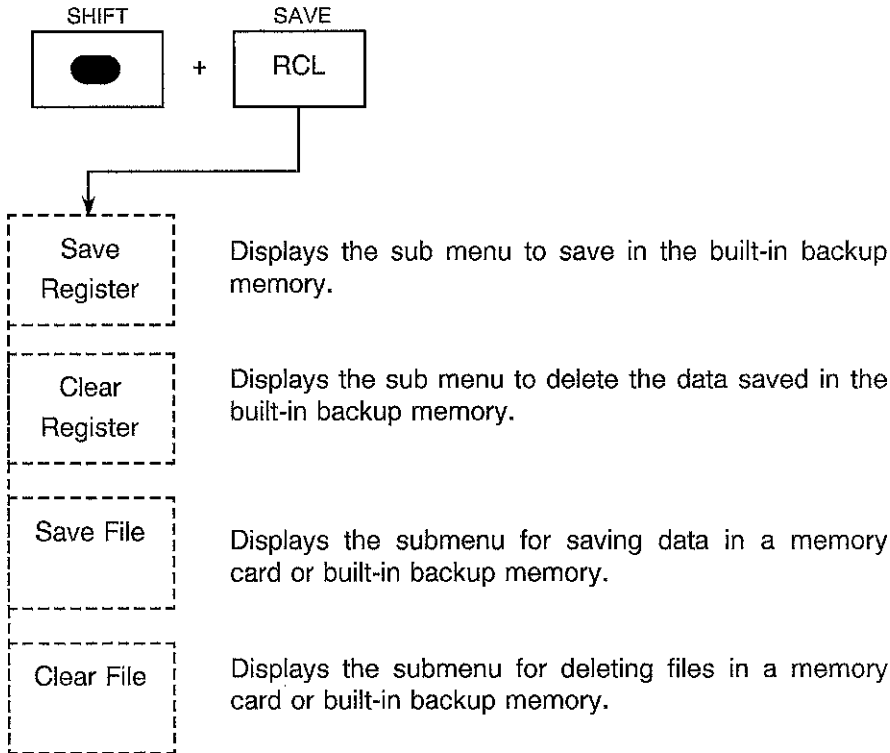 SHIFT SAVE
+ RCL
Save
Register
Displays the sub menu to save in the built-in backup
memory.
Clear
Register
Displays the sub menu to delete the data saved in the
built-in backup memory.
Save File
Displays the submenu for saving data in a memory
card or built-in backup memory.
Clear File
Displays the submenu for deleting files in a memory
card or built-in backup memory.